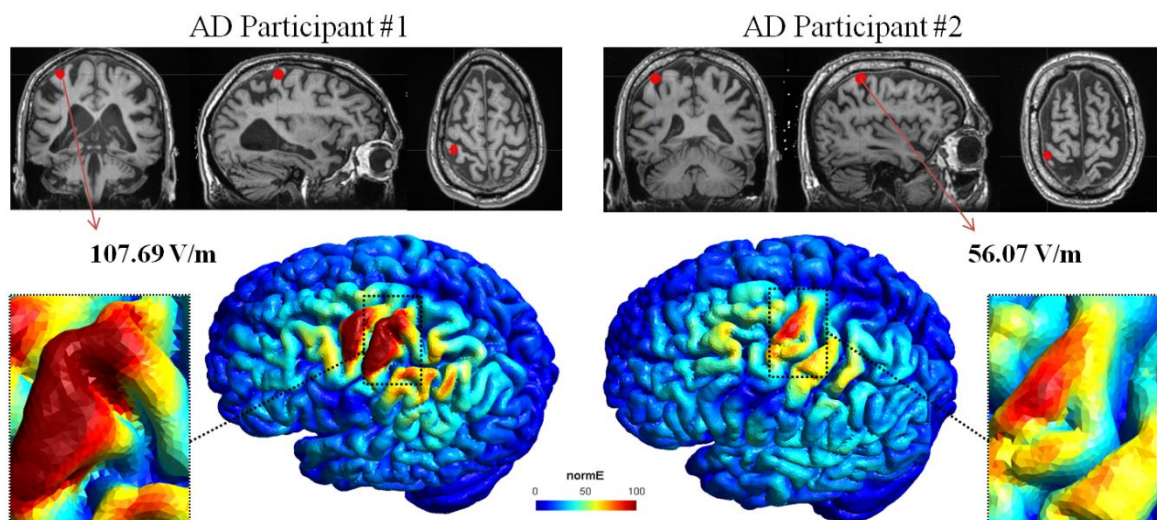 AD Participant #1
AD Participant #2
107.69 V/m
56.07 V/m
normE
0 50 100